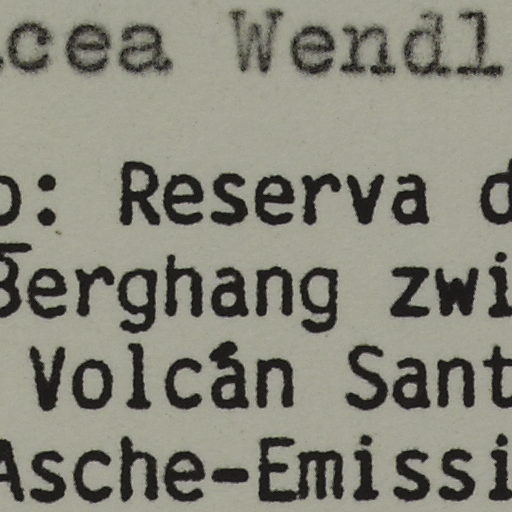 cea Wendl
o: Reserva d
Berghang zwi
Volcán Sant
Asche-Emissi